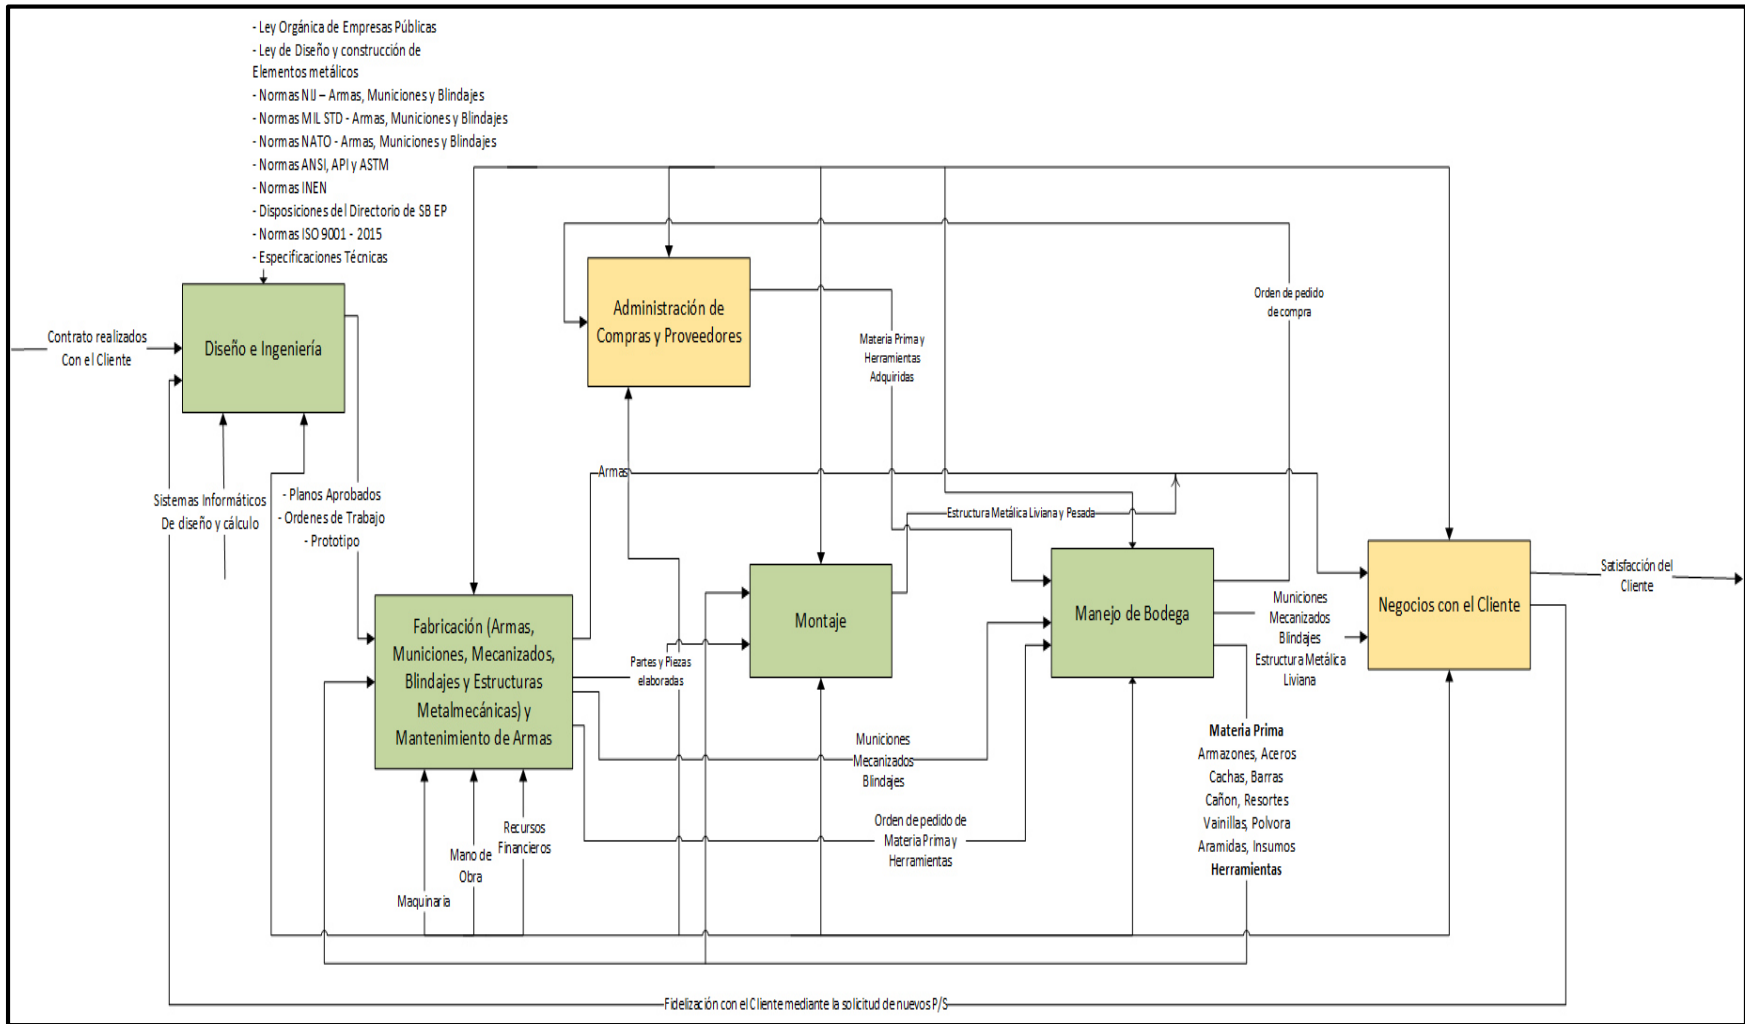 - Ley Orgánica de Empresas Públicas
- Ley de Diseño y construcción de
Elementos metálicos
- Normas NIJ – Armas, Municiones y Blindajes
- Normas MIL STD - Armas, Municiones y Blindajes
- Normas NATO - Armas, Municiones y Blindajes
- Normas ANSI, API y ASTM
- Normas INEN
- Disposiciones del Directorio de SB EP
- Normas ISO 9001 - 2015
- Especificaciones Técnicas
Contrato realizados
Con el Cliente
Diseño e Ingeniería
Sistemas Informáticos
De diseño y cálculo
- Planos Aprobados
- Ordenes de Trabajo
- Prototipo
Administración de
Compras y Proveedores
Materia Prima y
Herramientas
Adquiridas
Orden de pedido
de compra
Armas
Estructura Metálica Liviana y Pesada
Fabricación (Armas,
Municiones, Mecanizados,
Blindajes y Estructuras
Metalmecánicas) y
Mantenimiento de Armas
Partes y Piezas
elaboradas
Montaje
Manejo de Bodega
Municiones
Mecanizados
Blindajes
Estructura Metálica
Liviana
Negocios con el Cliente
Satisfacción del
Cliente
Municiones
Mecanizados
Blindajes
Orden de pedido de
Materia Prima y
Herramientas
Materia Prima
Armazones, Aceros
Cachas, Barras
Cañon, Resortes
Vainillas, Polvora
Aramidas, Insumos
Herramientas
Maquinaria
Mano de
Obra
Recursos
Financieros
Fidelización con el Cliente mediante la solicitud de nuevos P/S